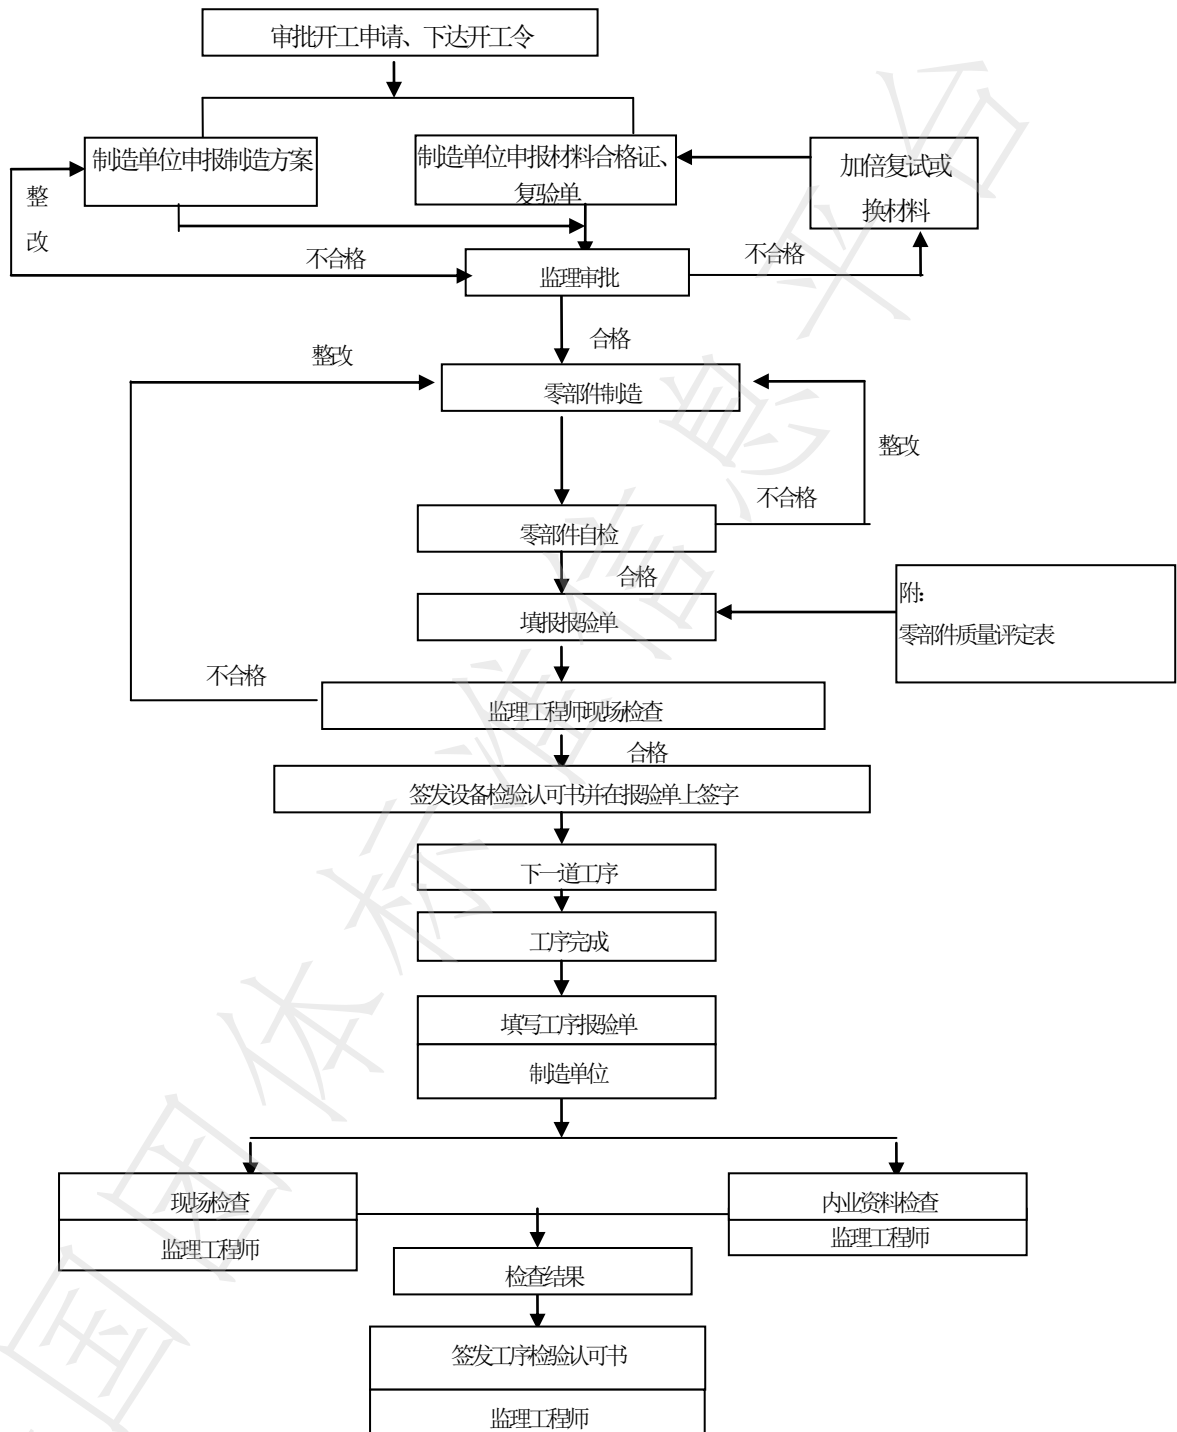 审批开工申请、下达开工令
制造单位申报制造方案
制造单位申报材料合格证、
复验单
加倍复试或
换材料
整
改
不合格
不合格
监理审批
合格
整改
零部件制造
整改
不合格
零部件自检
合格
填报报验单
附：
零部件质量评定表
不合格
监理工程师现场检查
合格
签发设备检验认可书并在报验单上签字
下一道工序
工序完成
填写工序报验单
制造单位
现场检查
监理工程师
内业资料检查
监理工程师
检查结果
签发工序检验认可书
监理工程师
国团体标准信息平台